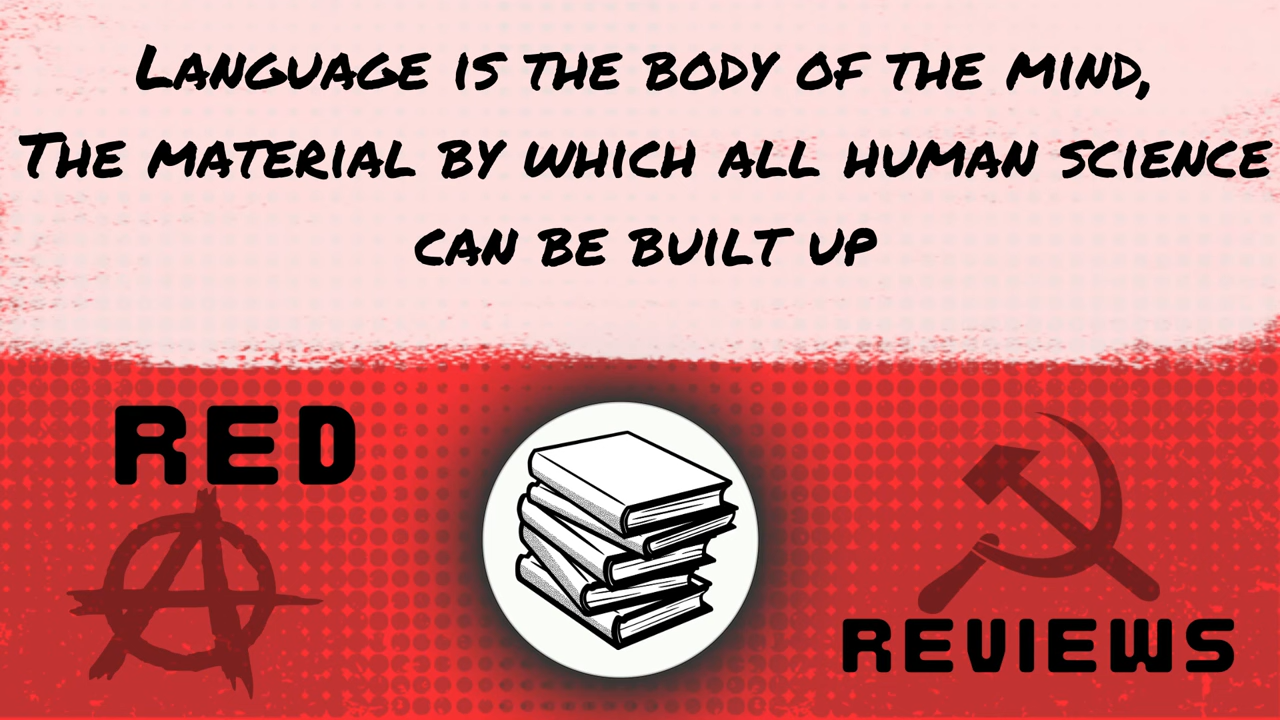 Language is the body of the mind,
The material by which all human science
can be built up
RED
REVIEWS